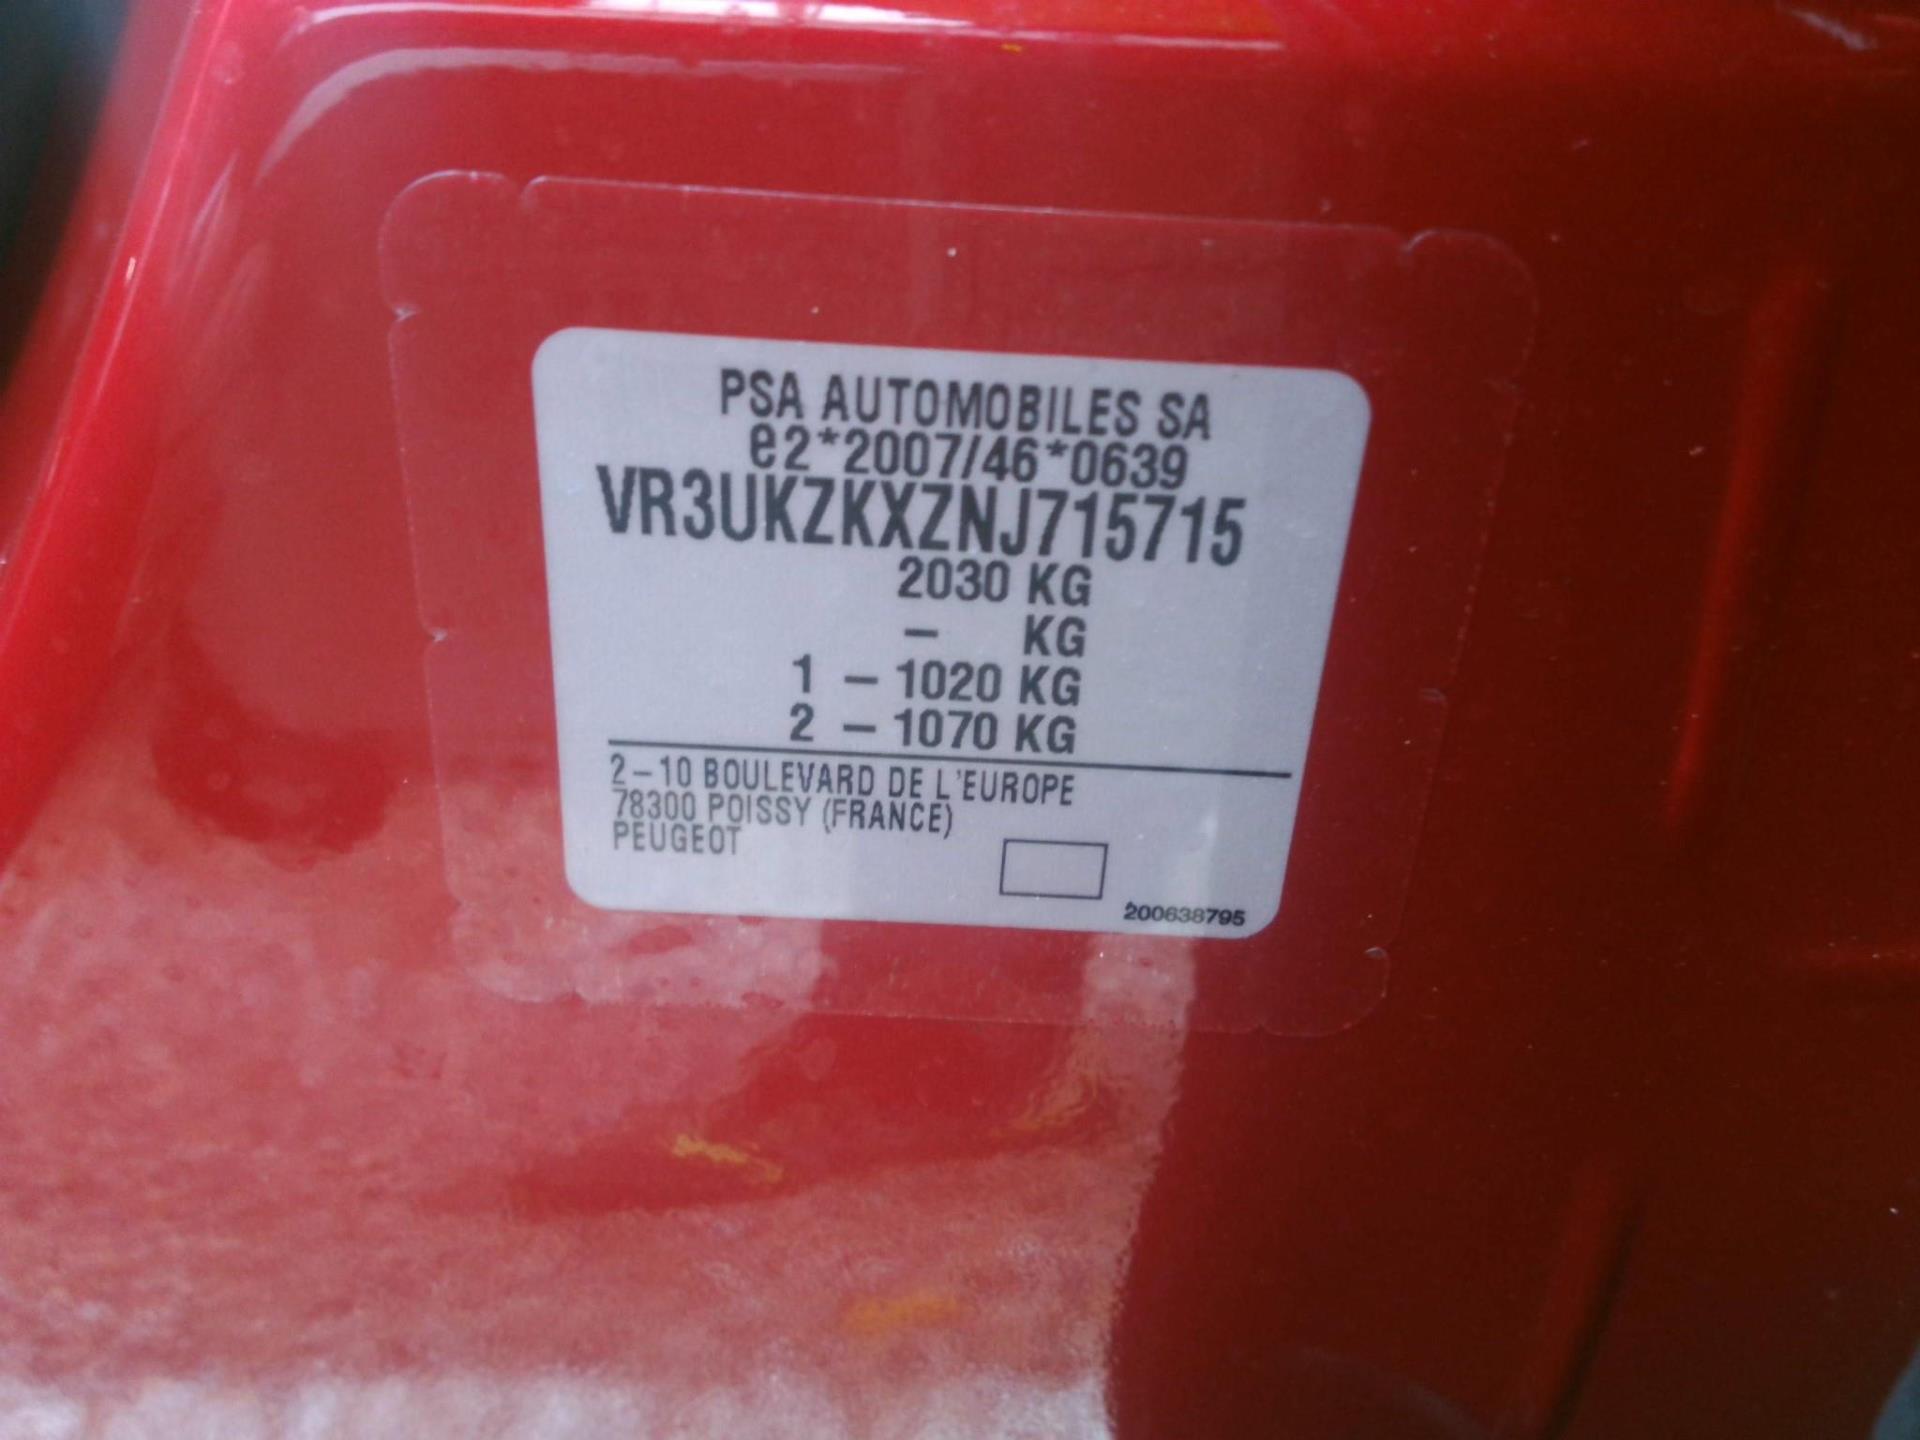 PSA AUTOMOBILES SA
e2*2007/46*0639
VR3UKZKXZNJ715715
2030 KG
- KG
1 - 1020 KG
2 - 1070 KG
2-10 BOULEVARD DE L'EUROPE
78300 POISSY (FRANCE)
PEUGEOT
200638795